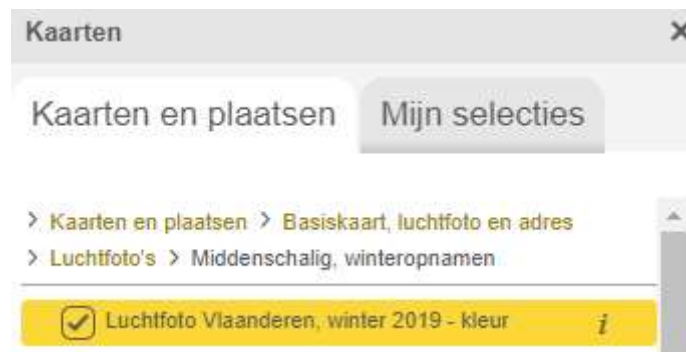 Kaarten
Kaarten en plaatsen Mijn selecties
> Kaarten en plaatsen > Basiskaart, luchtfoto en adres
> Luchtfoto's > Middenschalig, winteropnamen
Luchtfoto Vlaanderen, winter 2019 - kleur i